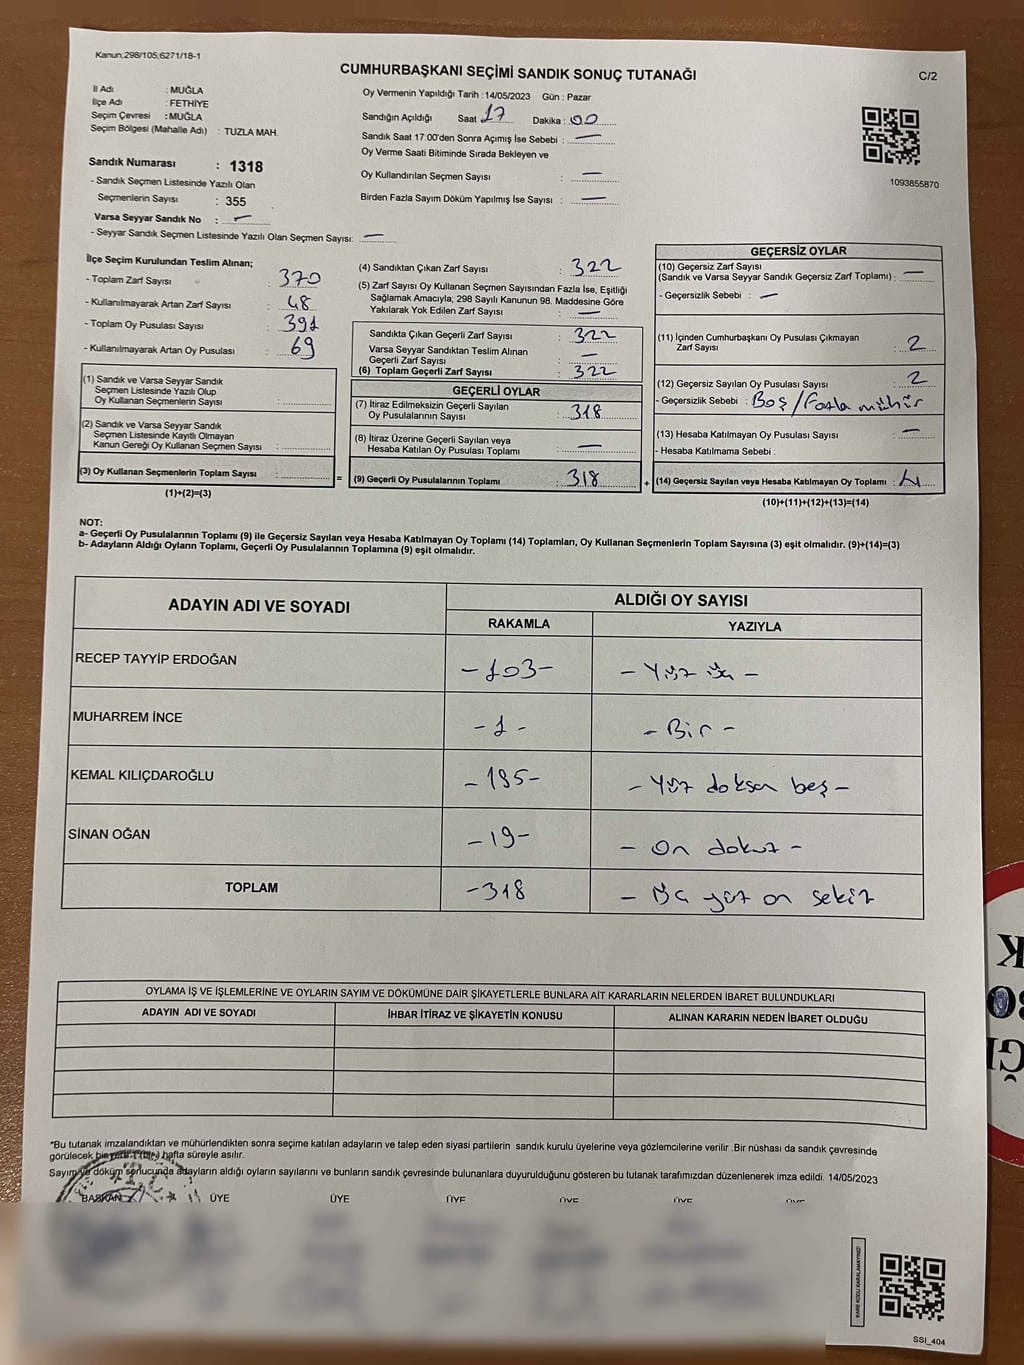 Kanun:298/105;6271/18-1
CUMHURBAŞKANI SEÇİMİ SANDIK SONUÇ TUTANAĞI
C/2
İl Adı : MUĞLA
İlçe Adı : FETHİYE
Seçim Çevresi : MUĞLA
Seçim Bölgesi (Mahalle Adı) : TUZLA MAH.
Sandık Numarası : 1318
- Sandık Seçmen Listesinde Yazılı Olan
Seçmenlerin Sayısı : 355
Varsa Seyyar Sandık No : —
- Seyyar Sandık Seçmen Listesinde Yazılı Olan Seçmen Sayısı: —
Oy Vermenin Yapıldığı Tarih : 14/05/2023 Gün : Pazar
Sandığın Açıldığı Saat 17 Dakika : 00
Sandık Saat 17:00'den Sonra Açımış İse Sebebi : —
Oy Verme Saati Bitiminde Sırada Bekleyen ve
Oy Kullandırılan Seçmen Sayısı : —
Birden Fazla Sayım Döküm Yapılmış İse Sayısı : —
1093855870
İlçe Seçim Kurulundan Teslim Alınan;
- Toplam Zarf Sayısı : 370
- Kullanılmayarak Artan Zarf Sayısı : 48
- Toplam Oy Pusulası Sayısı : 391
- Kullanılmayarak Artan Oy Pusulası : 69
(1) Sandık ve Varsa Seyyar Sandık
Seçmen Listesinde Yazılı Olup
Oy Kullanan Seçmenlerin Sayısı :
(2) Sandık ve Varsa Seyyar Sandık
Seçmen Listesinde Kayıtlı Olmayan
Kanun Gereği Oy Kullanan Seçmen Sayısı :
(3) Oy Kullanan Seçmenlerin Toplam Sayısı :
(1)+(2)=(3)
(4) Sandıktan Çıkan Zarf Sayısı : 322
(5) Zarf Sayısı Oy Kullanan Seçmen Sayısından Fazla İse, Eşitliği
Sağlamak Amacıyla; 298 Sayılı Kanunun 98. Maddesine Göre
Yakılarak Yok Edilen Zarf Sayısı : —
Sandıkta Çıkan Geçerli Zarf Sayısı : 322
Varsa Seyyar Sandıktan Teslim Alınan
Geçerli Zarf Sayısı : —
(6) Toplam Geçerli Zarf Sayısı : 322
GEÇERLİ OYLAR
(7) İtiraz Edilmeksizin Geçerli Sayılan
Oy Pusulalarının Sayısı : 318
(8) İtiraz Üzerine Geçerli Sayılan veya
Hesaba Katılan Oy Pusulası Toplamı : —
= (9) Geçerli Oy Pusulalarının Toplamı : 318
GEÇERSİZ OYLAR
(10) Geçersiz Zarf Sayısı
(Sandık ve Varsa Seyyar Sandık Geçersiz Zarf Toplamı) : —
- Geçersizlik Sebebi : —
(11) İçinden Cumhurbaşkanı Oy Pusulası Çıkmayan
Zarf Sayısı : 2
(12) Geçersiz Sayılan Oy Pusulası Sayısı : 2
- Geçersizlik Sebebi : Boş/Fazla mühür
(13) Hesaba Katılmayan Oy Pusulası Sayısı : —
- Hesaba Katılmama Sebebi :
+ (14) Geçersiz Sayılan veya Hesaba Katılmayan Oy Toplamı : 4
(10)+(11)+(12)+(13)=(14)
NOT:
a- Geçerli Oy Pusulalarının Toplamı (9) ile Geçersiz Sayılan veya Hesaba Katılmayan Oy Toplamı (14) Toplamları, Oy Kullanan Seçmenlerin Toplam Sayısına (3) eşit olmalıdır. (9)+(14)=(3)
b- Adayların Aldığı Oyların Toplamı, Geçerli Oy Pusulalarının Toplamına (9) eşit olmalıdır.
ADAYIN ADI VE SOYADI ALDIĞI OY SAYISI
RAKAMLA YAZIYLA
RECEP TAYYİP ERDOĞAN -103- - Yüz üç -
MUHARREM İNCE -1- - Bir -
KEMAL KILIÇDAROĞLU -195- - Yüz doksan beş -
SİNAN OĞAN -19- - On dokuz -
TOPLAM -318 - Üç yüz on sekiz
OYLAMA İŞ VE İŞLEMLERİNE VE OYLARIN SAYIM VE DÖKÜMÜNE DAİR ŞİKAYETLERLE BUNLARA AİT KARARLARIN NELERDEN İBARET BULUNDUKLARI
ADAYIN ADI VE SOYADI İHBAR İTİRAZ VE ŞİKAYETİN KONUSU ALINAN KARARIN NEDEN İBARET OLDUĞU
*Bu tutanak imzalandıktan ve mühürlendikten sonra seçime katılan adayların ve talep eden siyasi partilerin sandık kurulu üyelerine veya gözlemcilerine verilir .Bir nüshası da sandık çevresinde
görülecek bir yere 1 (bir) hafta süreyle asılır.
Sayım ve döküm sonucunda adayların aldığı oyların sayılarını ve bunların sandık çevresinde bulunanlara duyurulduğunu gösteren bu tutanak tarafımızdan düzenlenerek imza edildi. 14/05/2023
BAŞKAN ÜYE ÜYE ÜYE ÜYE ÜYE ÜYE
KARE KODU KARALAMAYINIZ!
SSI_404